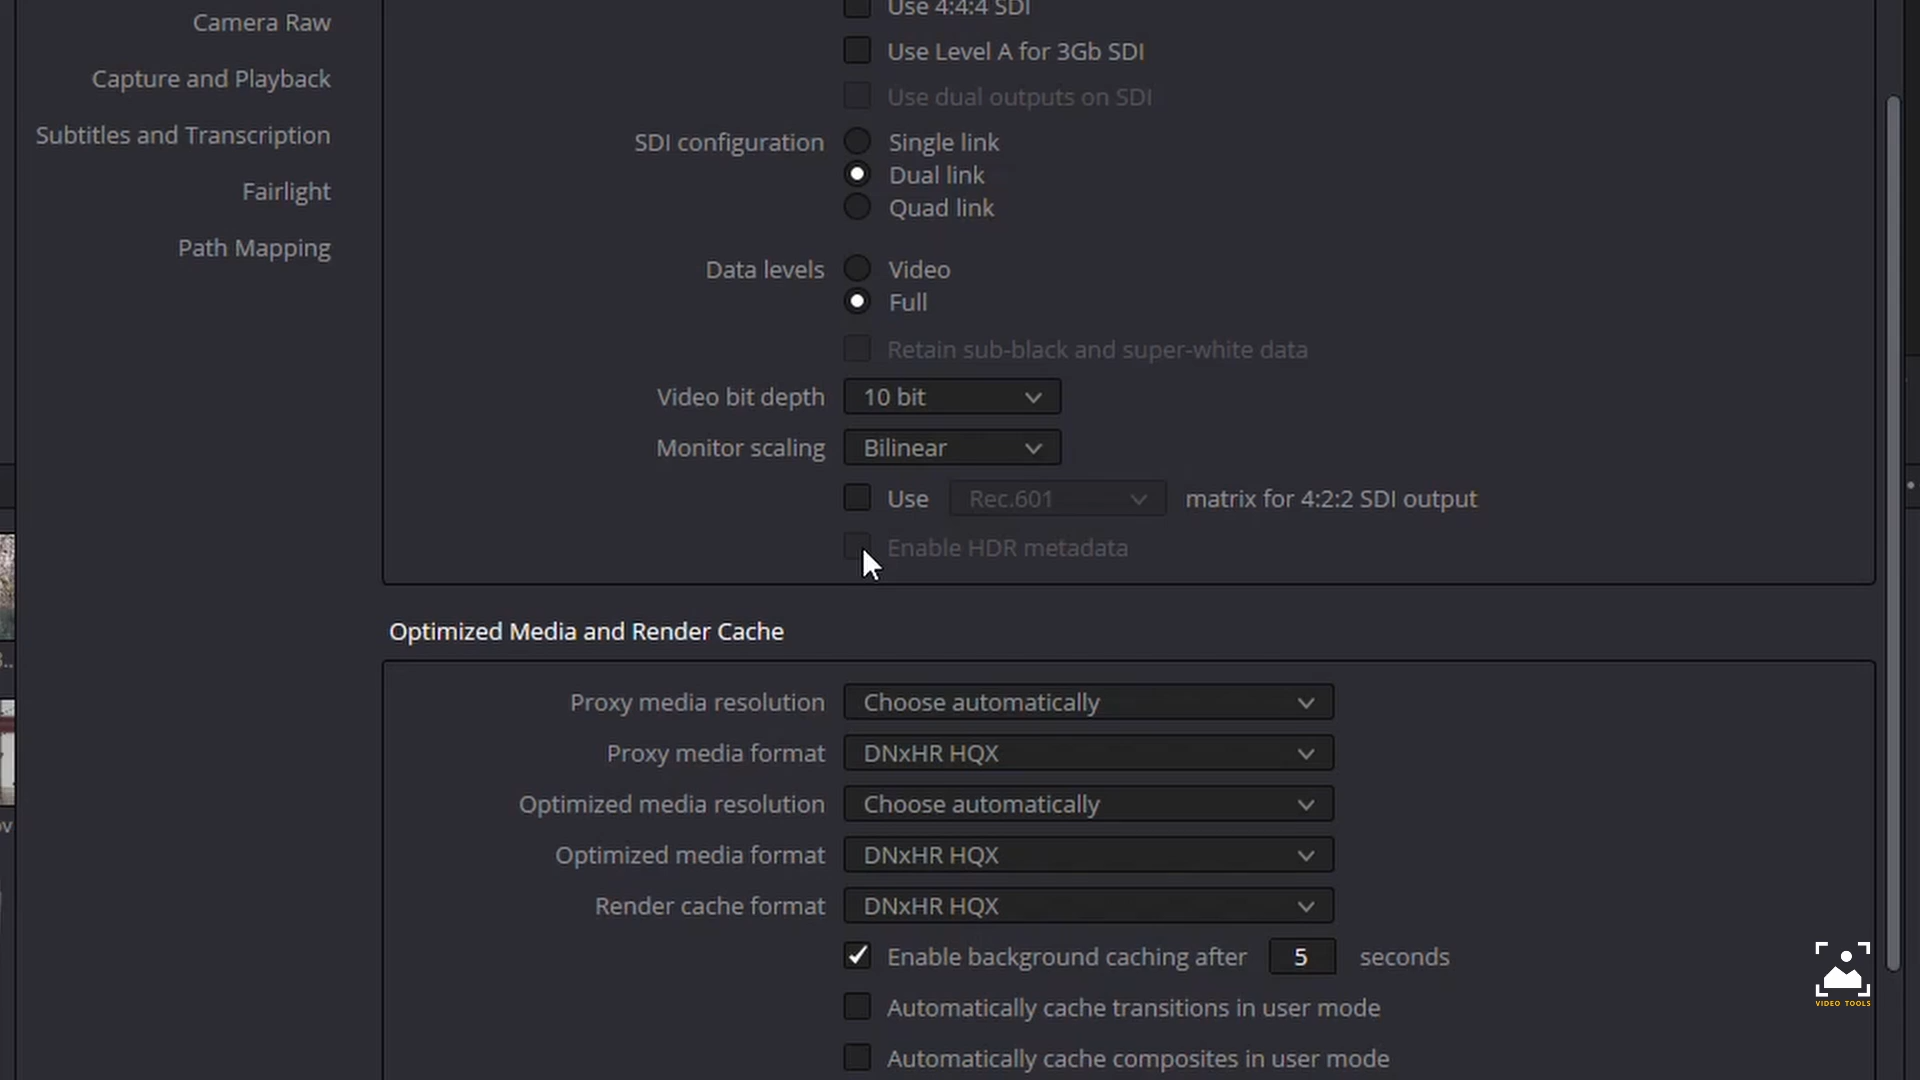 Camera Raw
Capture and Playback
Subtitles and Transcription
Fairlight
Path Mapping
Use 4:4:4 SDI
Use Level A for 3Gb SDI
Use dual outputs on SDI
SDI configuration
Single link
Dual link
Quad link
Data levels
Video
Full
Retain sub-black and super-white data
Video bit depth 10 bit
Monitor scaling Bilinear
Use Rec.601 matrix for 4:2:2 SDI output
Enable HDR metadata
Optimized Media and Render Cache
Proxy media resolution Choose automatically
Proxy media format DNxHR HQX
Optimized media resolution Choose automatically
Optimized media format DNxHR HQX
Render cache format DNxHR HQX
Enable background caching after 5 seconds
Automatically cache transitions in user mode
Automatically cache composites in user mode
VIDEO TOOLS